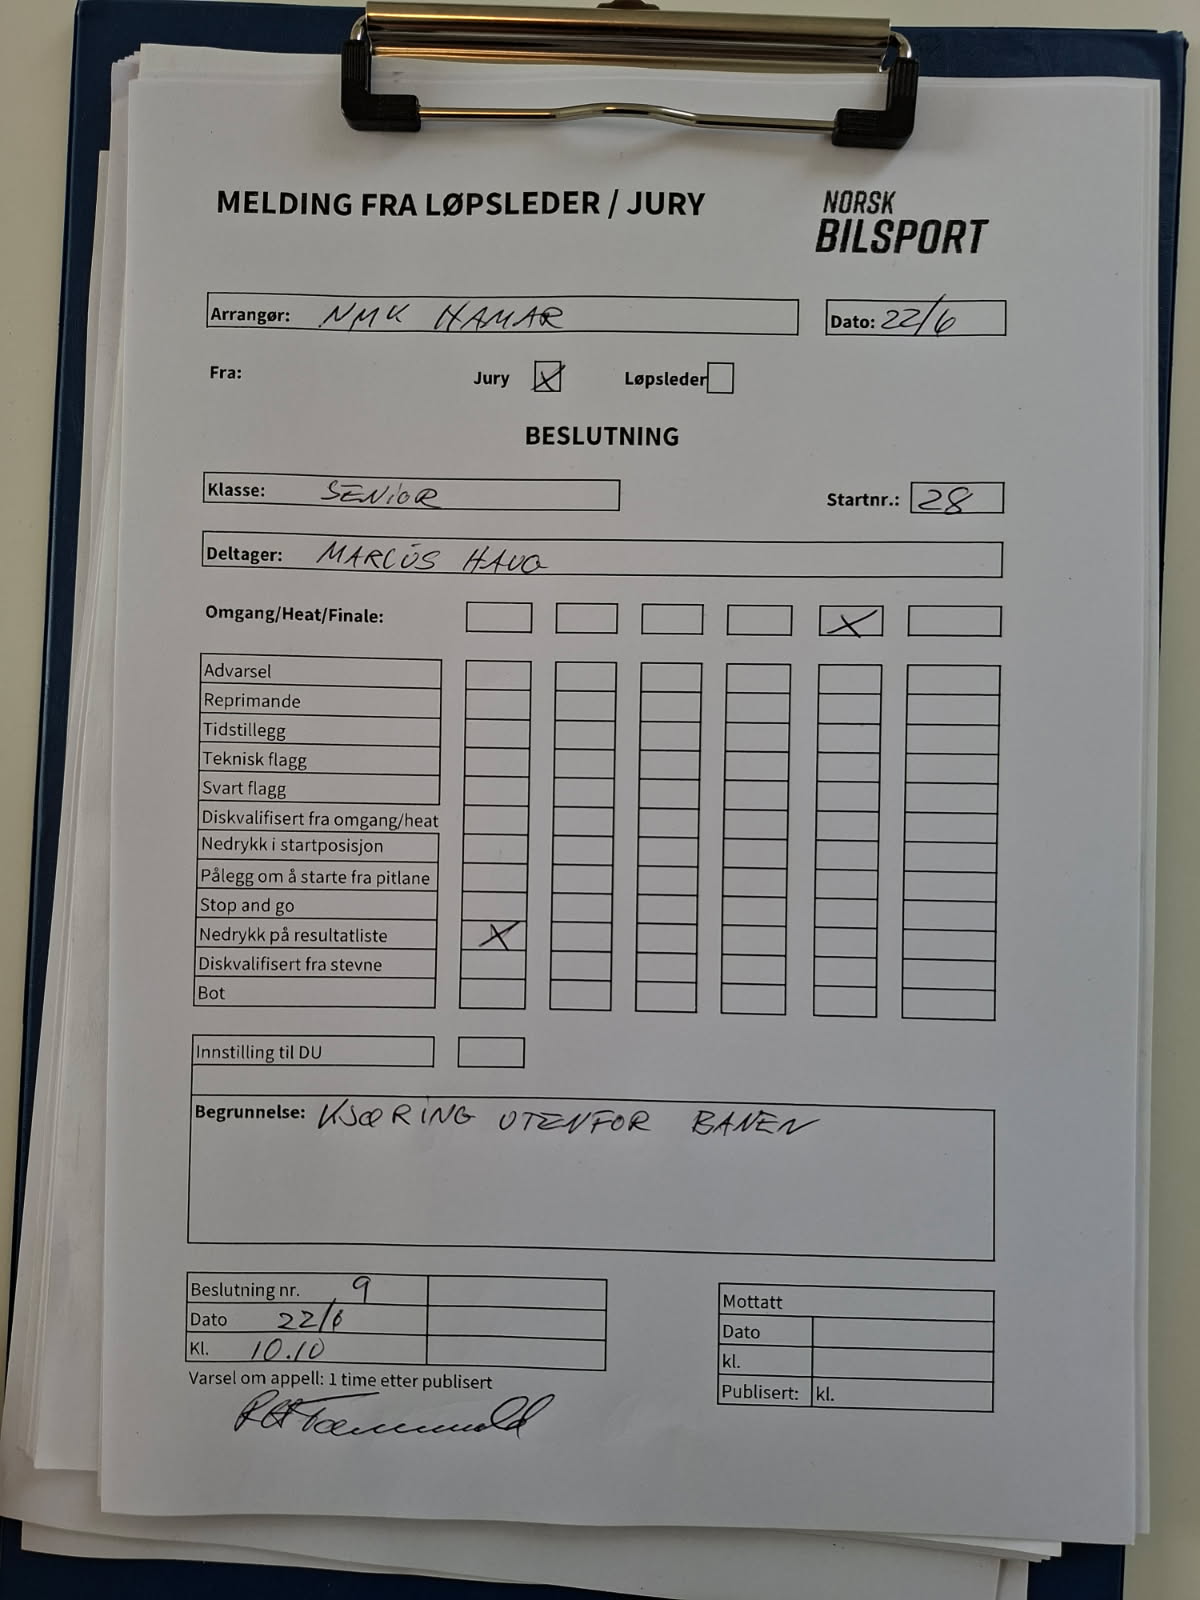 MELDING FRA LØPSLEDER / JURY
NORSK
BILSPORT
Arrangør: NMK HAMAR
Dato: 22/6
Fra: Jury X Løpsleder
BESLUTNING
Klasse: SENIOR
Startnr.: 28
Deltager: MARCUS HAUG
Omgang/Heat/Finale: X
Advarsel
Reprimande
Tidstillegg
Teknisk flagg
Svart flagg
Diskvalifisert fra omgang/heat
Nedrykk i startposisjon
Pålegg om å starte fra pitlane
Stop and go
Nedrykk på resultatliste X
Diskvalifisert fra stevne
Bot
Innstilling til DU
Begrunnelse: KJØRING UTENFOR BANEN
Beslutning nr. 9
Dato 22/6
Kl. 10.10
Varsel om appell: 1 time etter publisert
Mottatt
Dato
kl.
Publisert: kl.